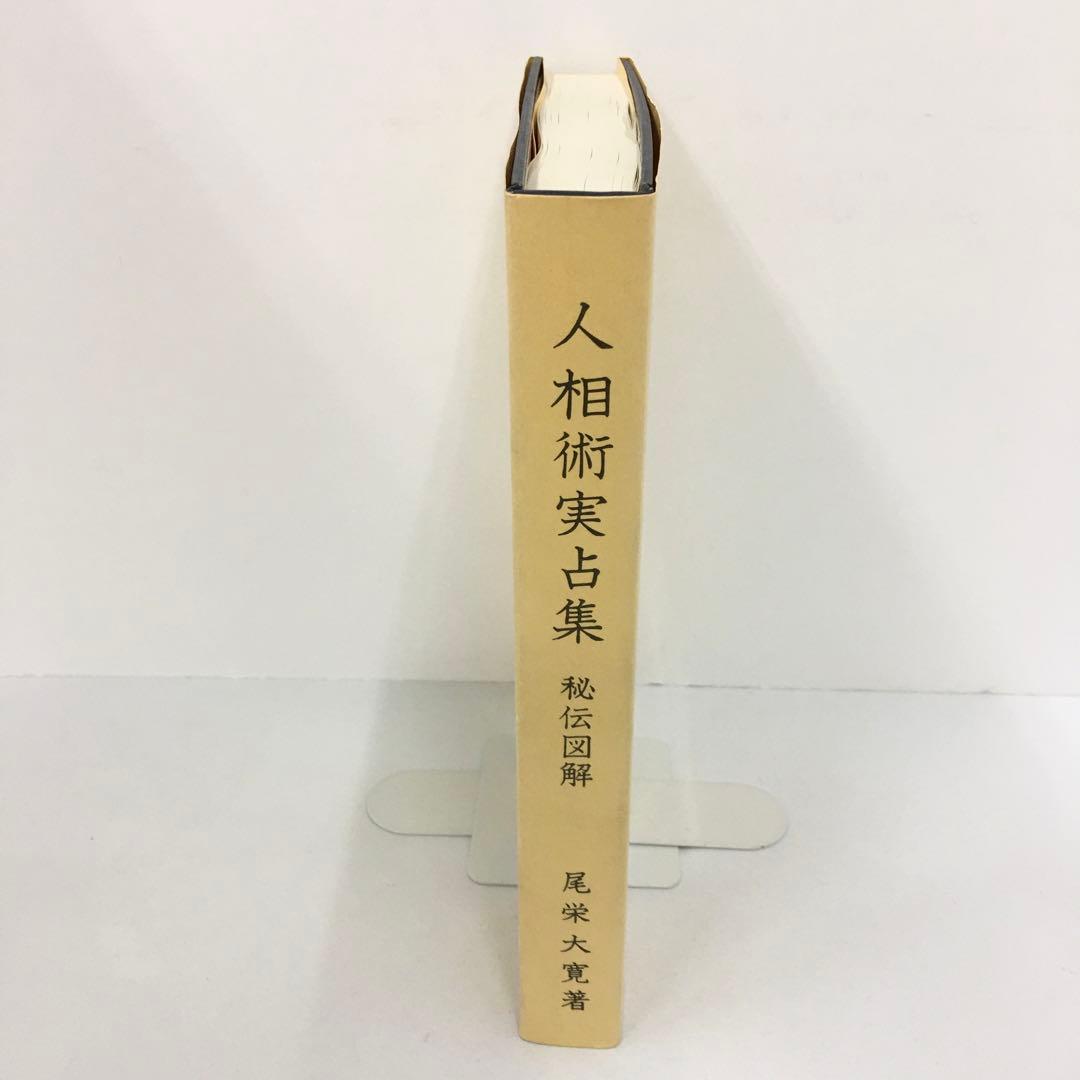 人相術実占集
秘伝図解
尾栄大寛著